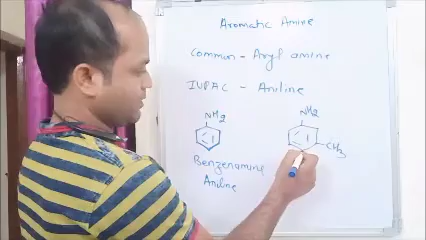 Aromatic Amine
Common - Aryl amine
IUPAC - Aniline
NH2
NH2
CH3
Benzenamine
Aniline